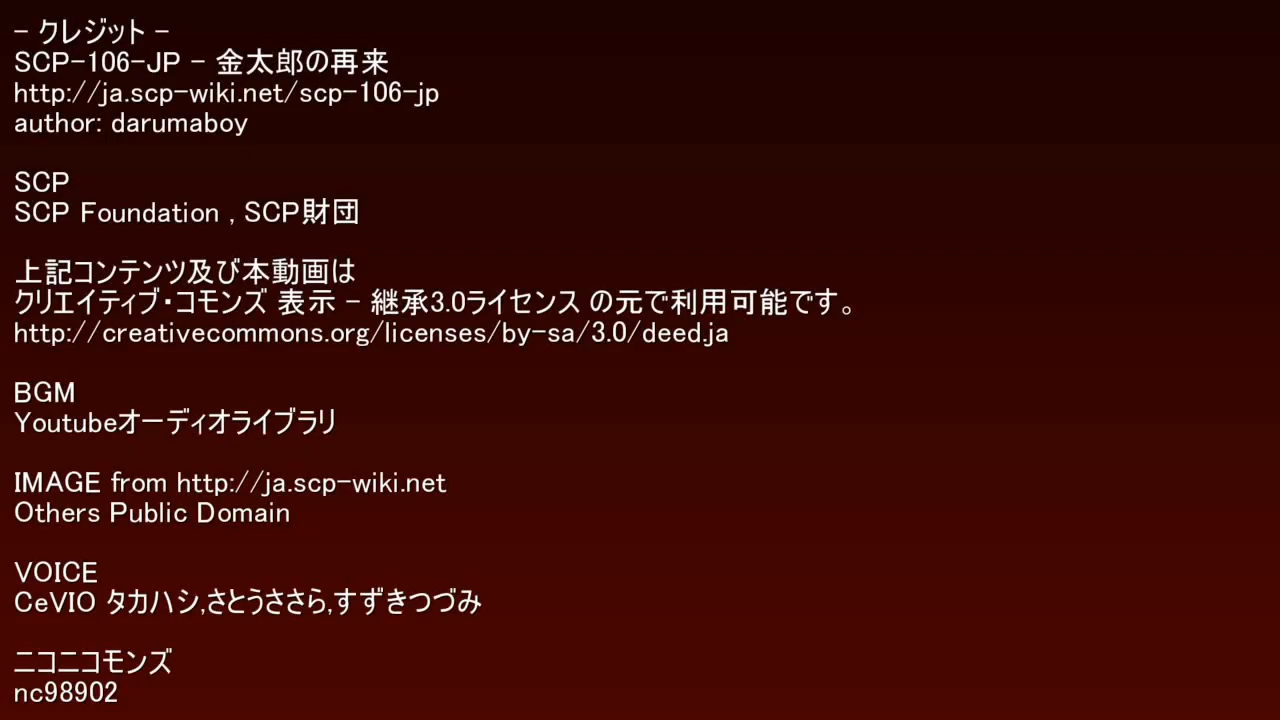 - クレジット -
SCP-106-JP - 金太郎の再来
http://ja.scp-wiki.net/scp-106-jp
author: darumaboy
SCP
SCP Foundation , SCP財団
上記コンテンツ及び本動画は
クリエイティブ・コモンズ 表示 - 継承3.0ライセンス の元で利用可能です。
http://creativecommons.org/licenses/by-sa/3.0/deed.ja
BGM
Youtubeオーディオライブラリ
IMAGE from http://ja.scp-wiki.net
Others Public Domain
VOICE
CeVIO タカハシ,さとうささら,すずきつづみ
ニコニコモンズ
nc98902